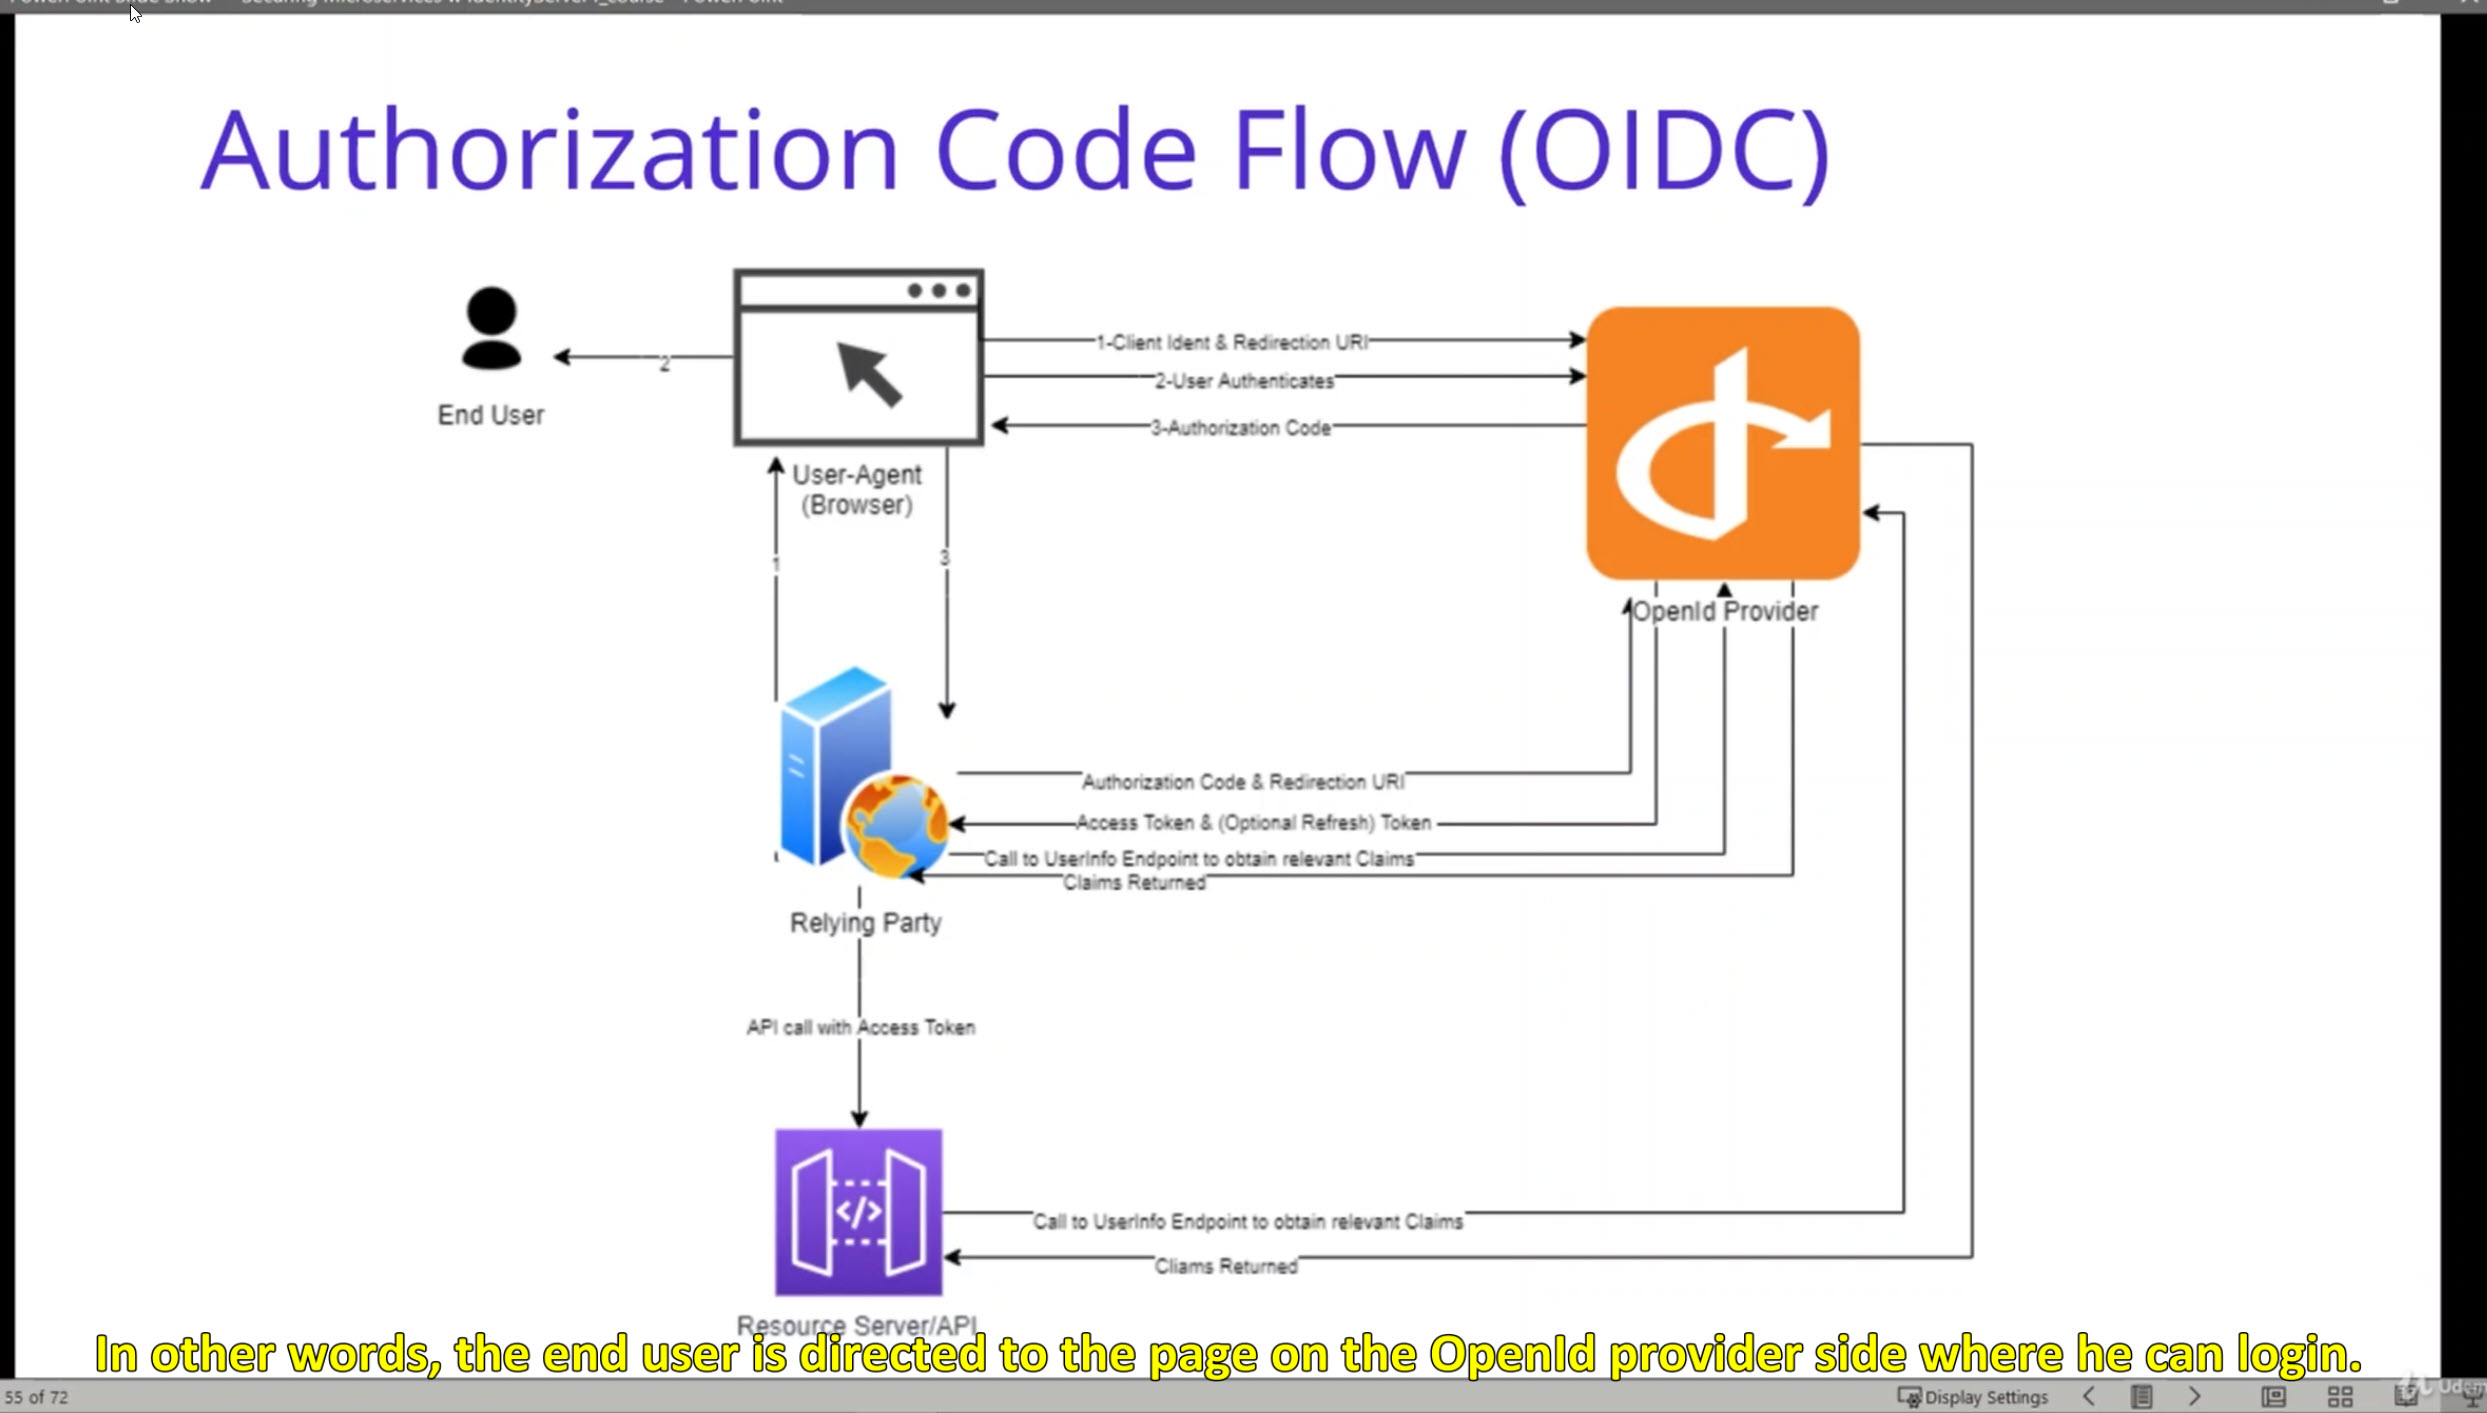 Authorization Code Flow (OIDC)
1-Client Ident & Redirection URI
2
2-User Authenticates
End User
3-Authorization Code
User-Agent
(Browser)
1
3
OpenId Provider
Authorization Code & Redirection URI
Access Token & (Optional Refresh) Token
Call to UserInfo Endpoint to obtain relevant Claims
Claims Returned
Relying Party
API call with Access Token
Call to UserInfo Endpoint to obtain relevant Claims
Cliams Returned
Resource Server/API
In other words, the end user is directed to the page on the OpenId provider side where he can login.
55 of 72
Display Settings